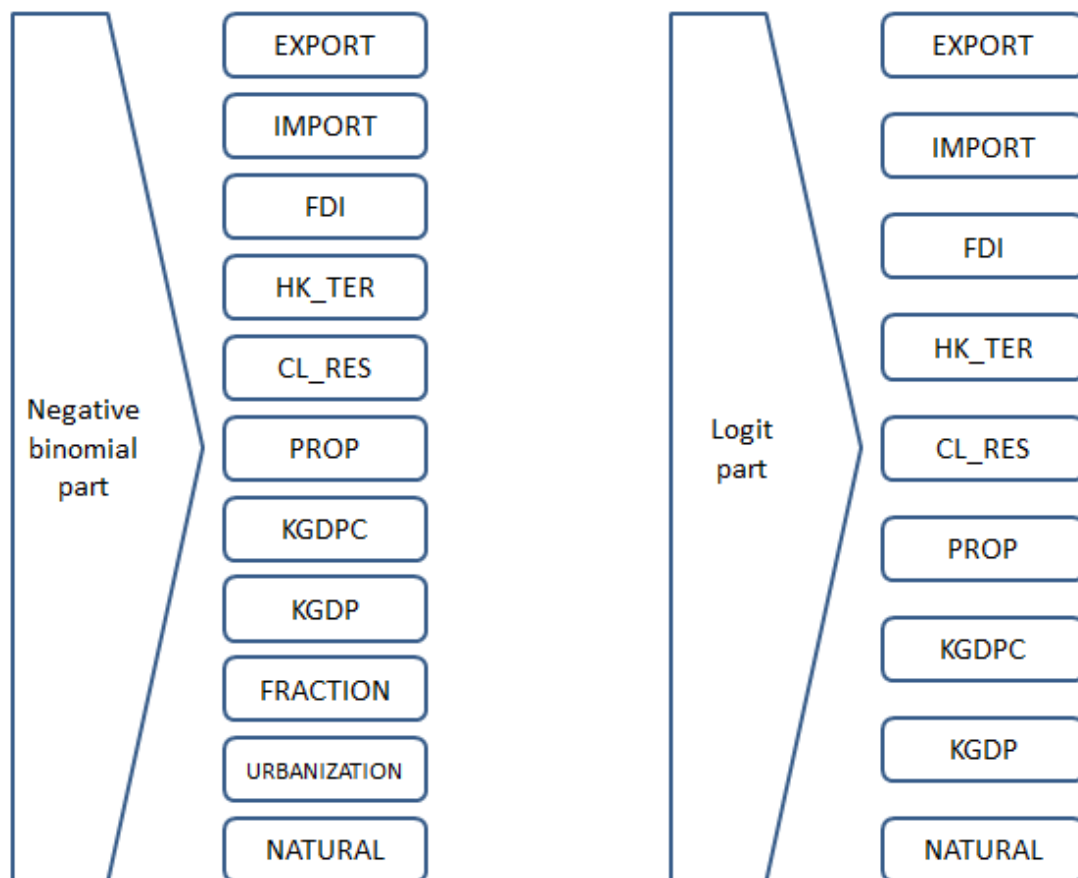 Negative
binomial
part
EXPORT
IMPORT
FDI
HK_TER
CL_RES
PROP
KGDPC
KGDP
FRACTION
URBANIZATION
NATURAL
Logit
part
EXPORT
IMPORT
FDI
HK_TER
CL_RES
PROP
KGDPC
KGDP
NATURAL